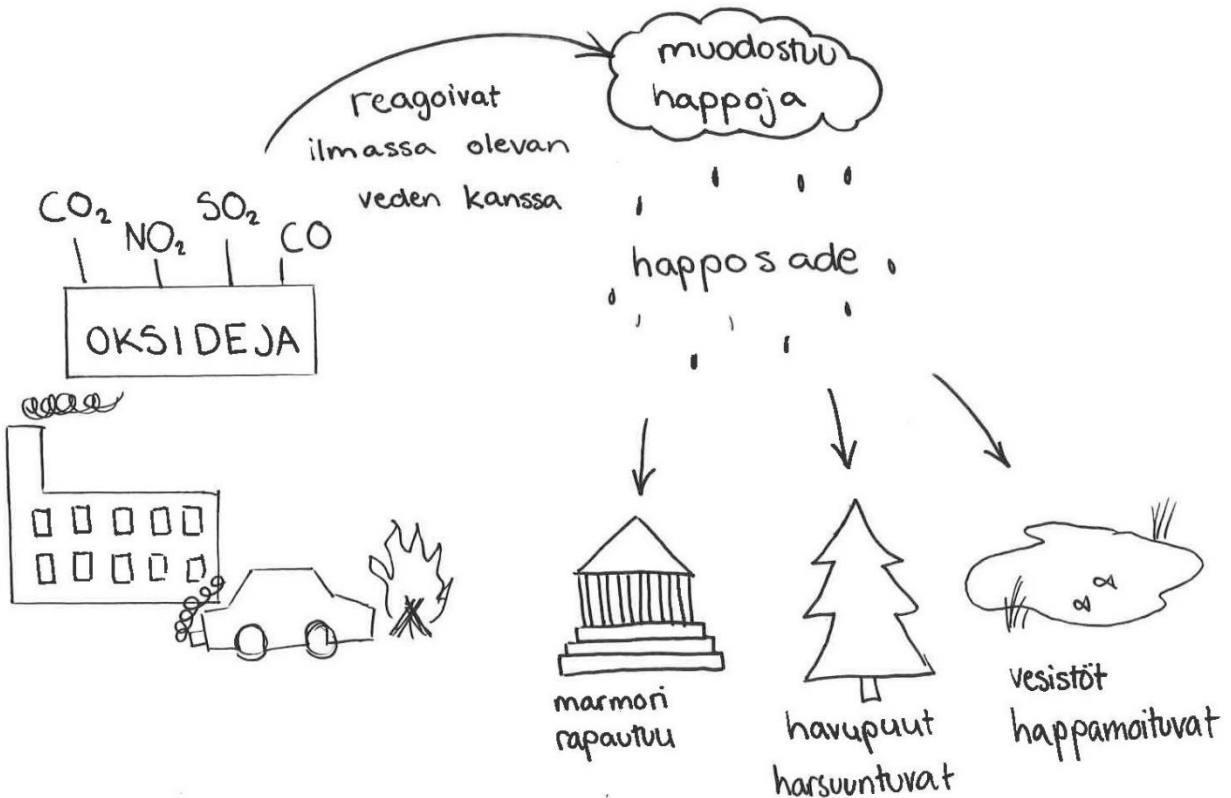 CO₂
NO₂
SO₂
CO
OKSIDEJA
reagoivat
ilmassa olevan
veden kanssa
muodostuu
happoja
happosade
marmori
rapautuu
havupuut
harsuuntuvat
vesistöt
happamoituvat